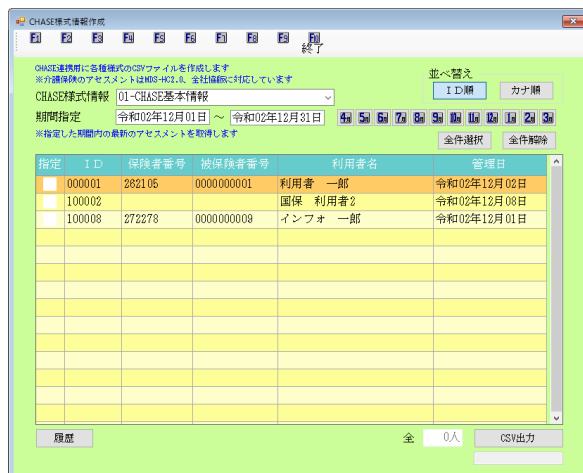 CHASE様式情報作成
F1 F2 F3 F4 F5 F6 F7 F8 F9 F10
終了
CHASE連携用に各種様式のCSVファイルを作成します
※介護保険のアセスメントはMDS-HC2.0、全社協版に対応しています
並べ替え
ID順 カナ順
CHASE様式情報 01-CHASE基本情報
期間指定 令和02年12月01日 ～ 令和02年12月31日 4月 5月 6月 7月 8月 9月 10月 11月 12月 1月 2月 3月
※指定した期間内の最新のアセスメントを取得します
全件選択 全件解除
指定 ID 保険者番号 被保険者番号 利用者名 管理日
000001 262105 0000000001 利用者 一郎 令和02年12月02日
100002 国保 利用者2 令和02年12月08日
100008 272278 0000000009 インフォ 一郎 令和02年12月01日
履歴 全 0人 CSV出力